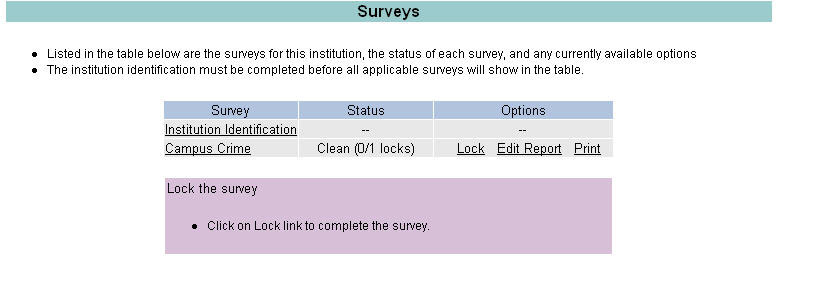 Surveys
Listed in the table below are the surveys for this institution, the status of each survey, and any currently available options
The institution identification must be completed before all applicable surveys will show in the table.
Survey Status Options
Institution Identification -- --
Campus Crime Clean (0/1 locks) Lock Edit Report Print
Lock the survey
Click on Lock link to complete the survey.